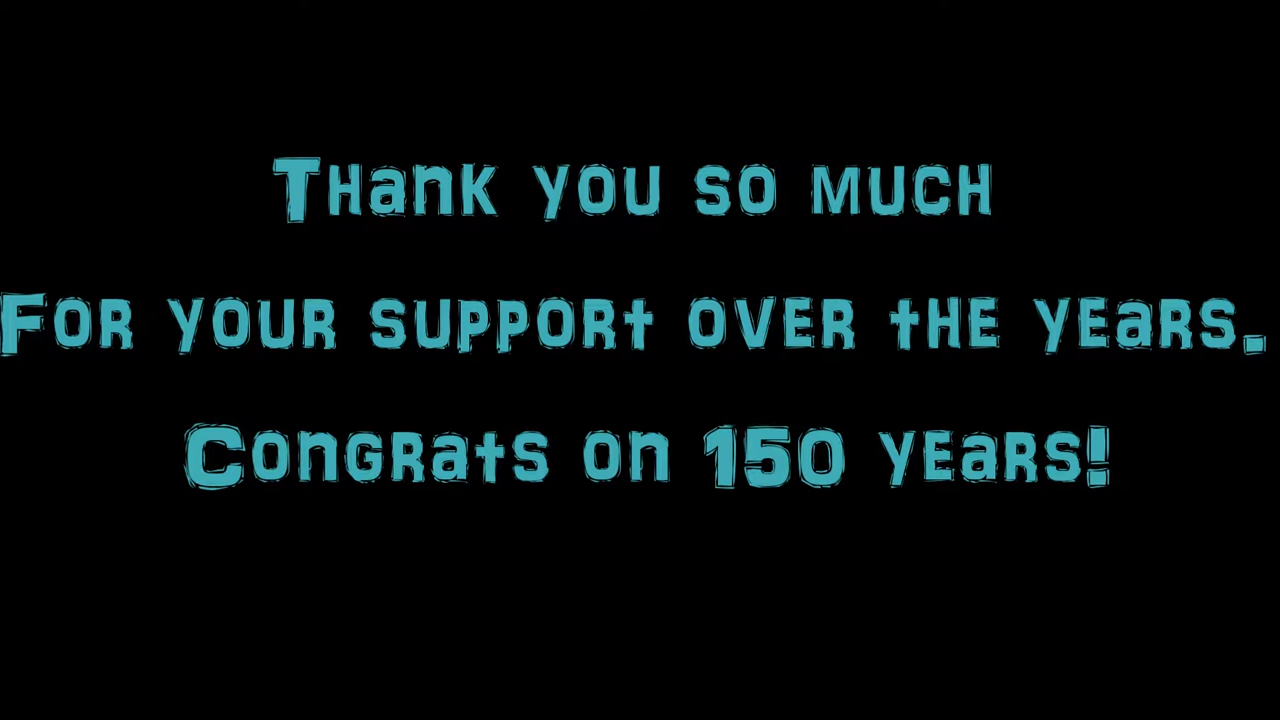 Thank you so much
For your support over the years.
Congrats on 150 years!